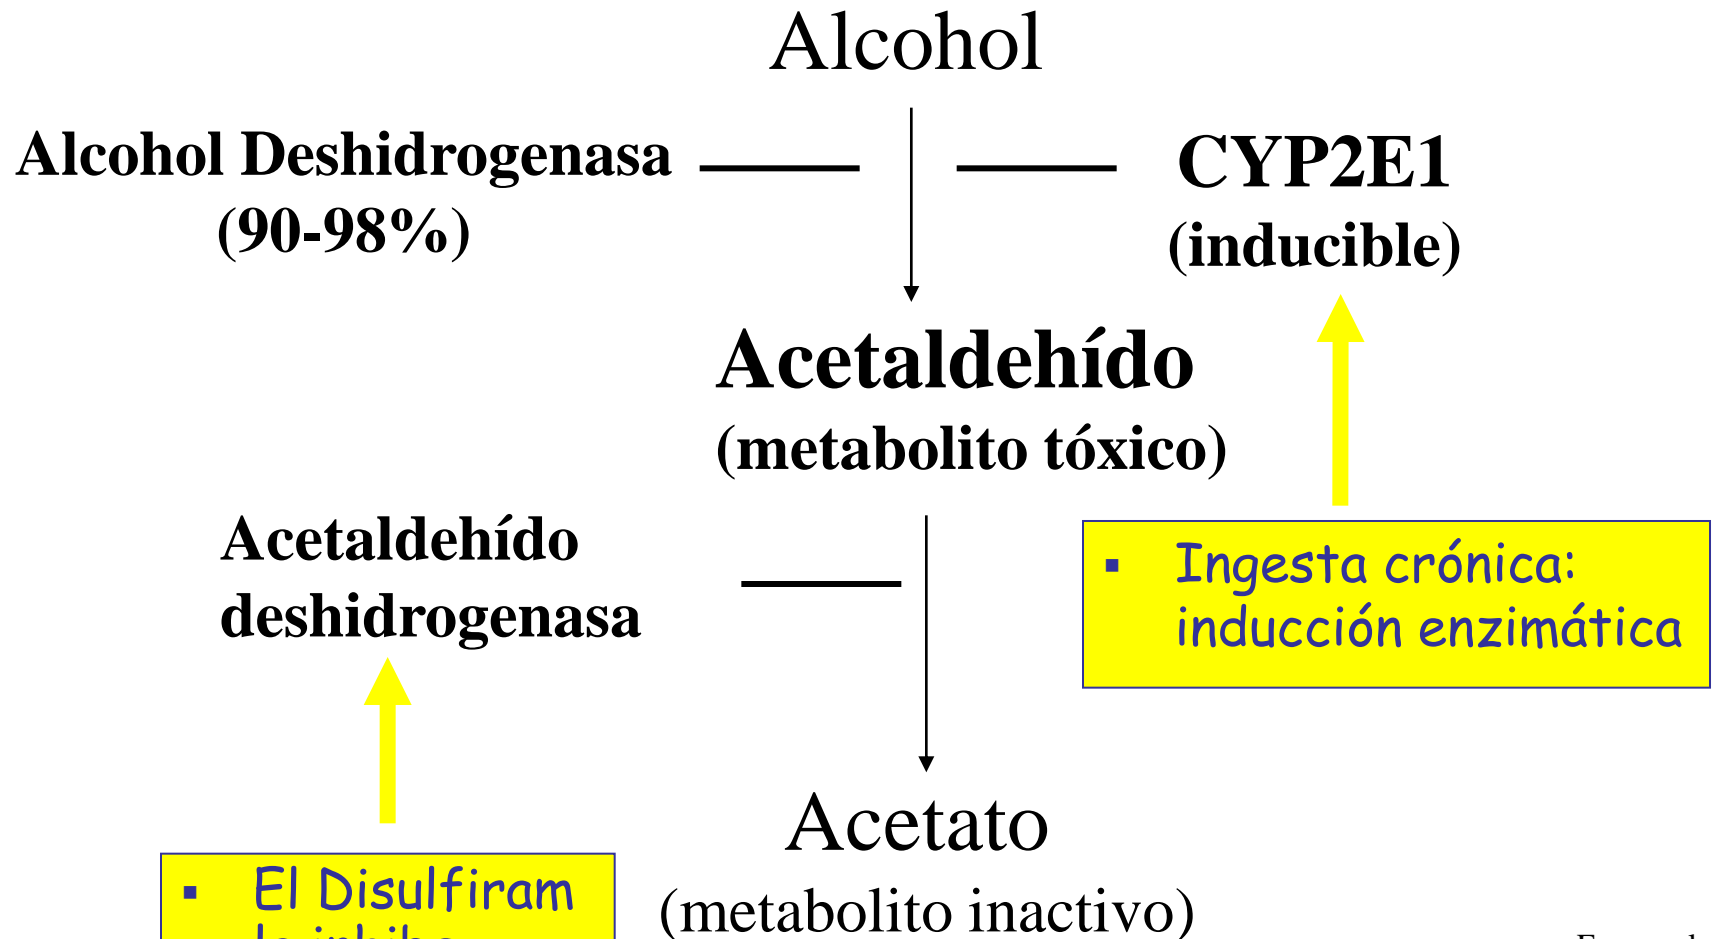 Alcohol
Alcohol Deshidrogenasa
(90-98%)
CYP2E1
(inducible)
Acetaldehído
(metabolito tóxico)
Acetaldehído
deshidrogenasa
▪ Ingesta crónica:
inducción enzimática
Acetato
(metabolito inactivo)
▪ El Disulfiram